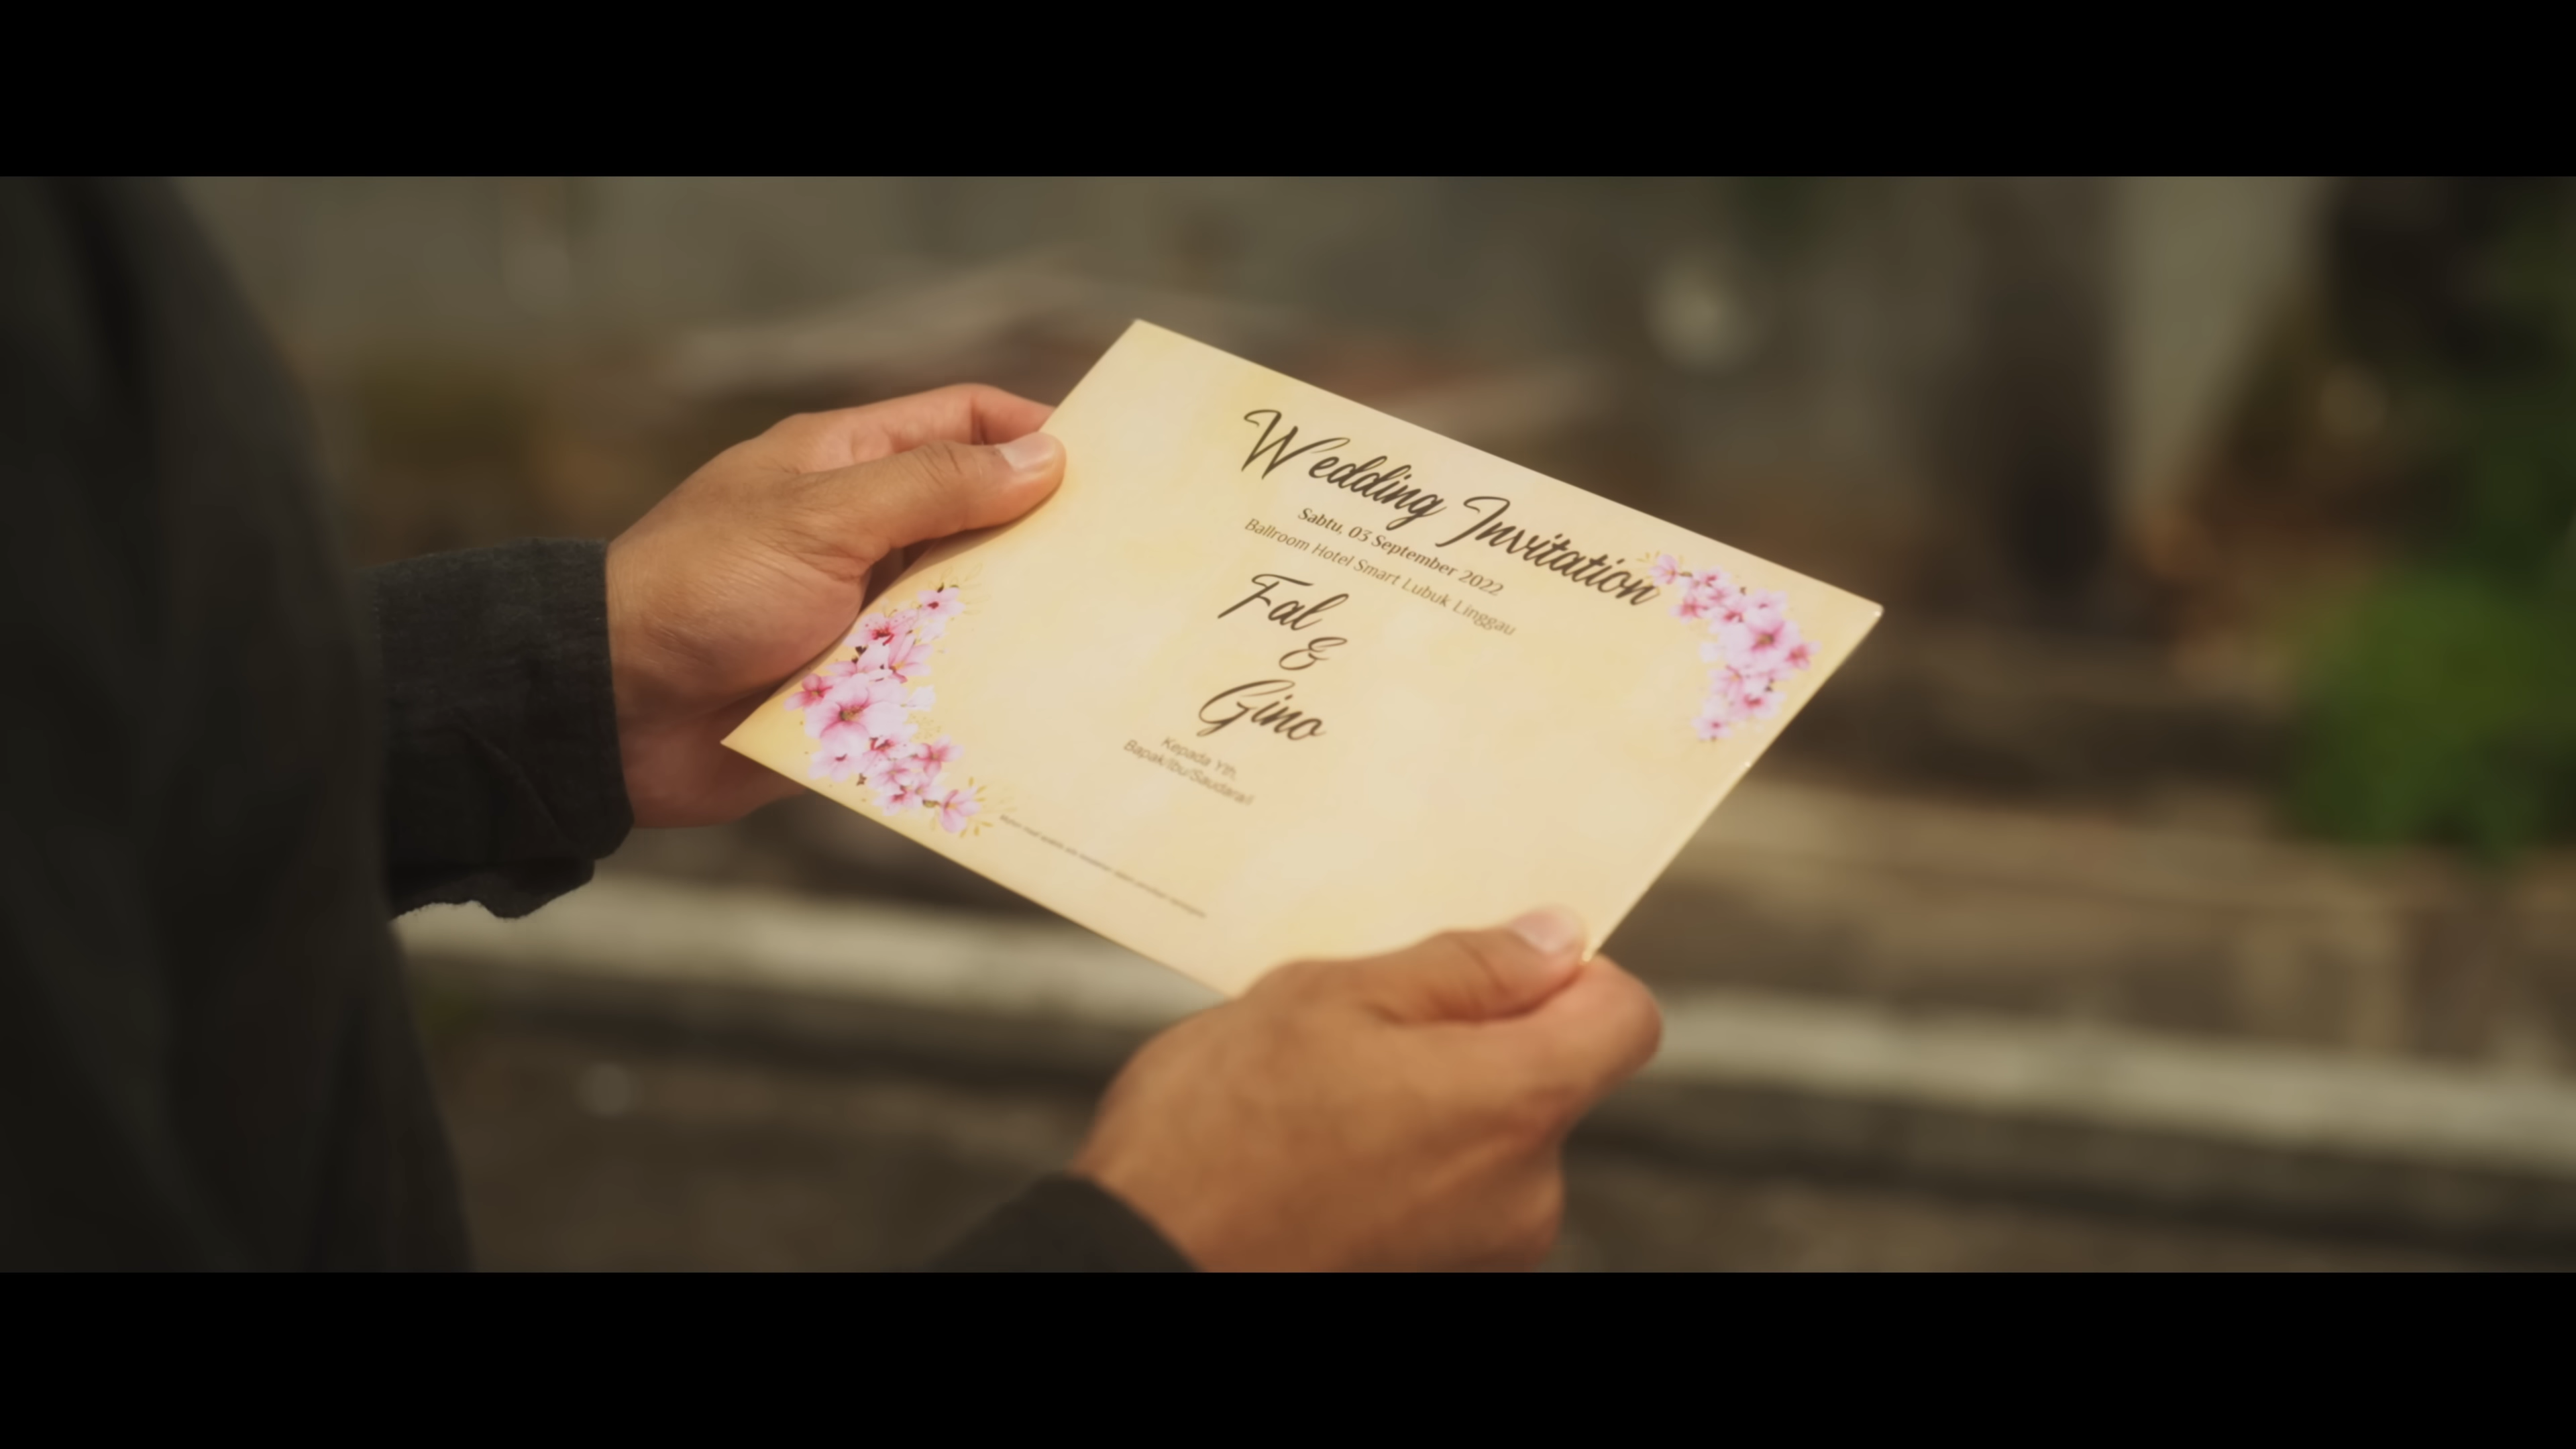 Wedding Invitation
Sabtu, 03 September 2022
Ballroom Hotel Smart Lubuk Linggau
Fal
&
Gino
Kepada Yth.
Bapak/Ibu/Saudara/i